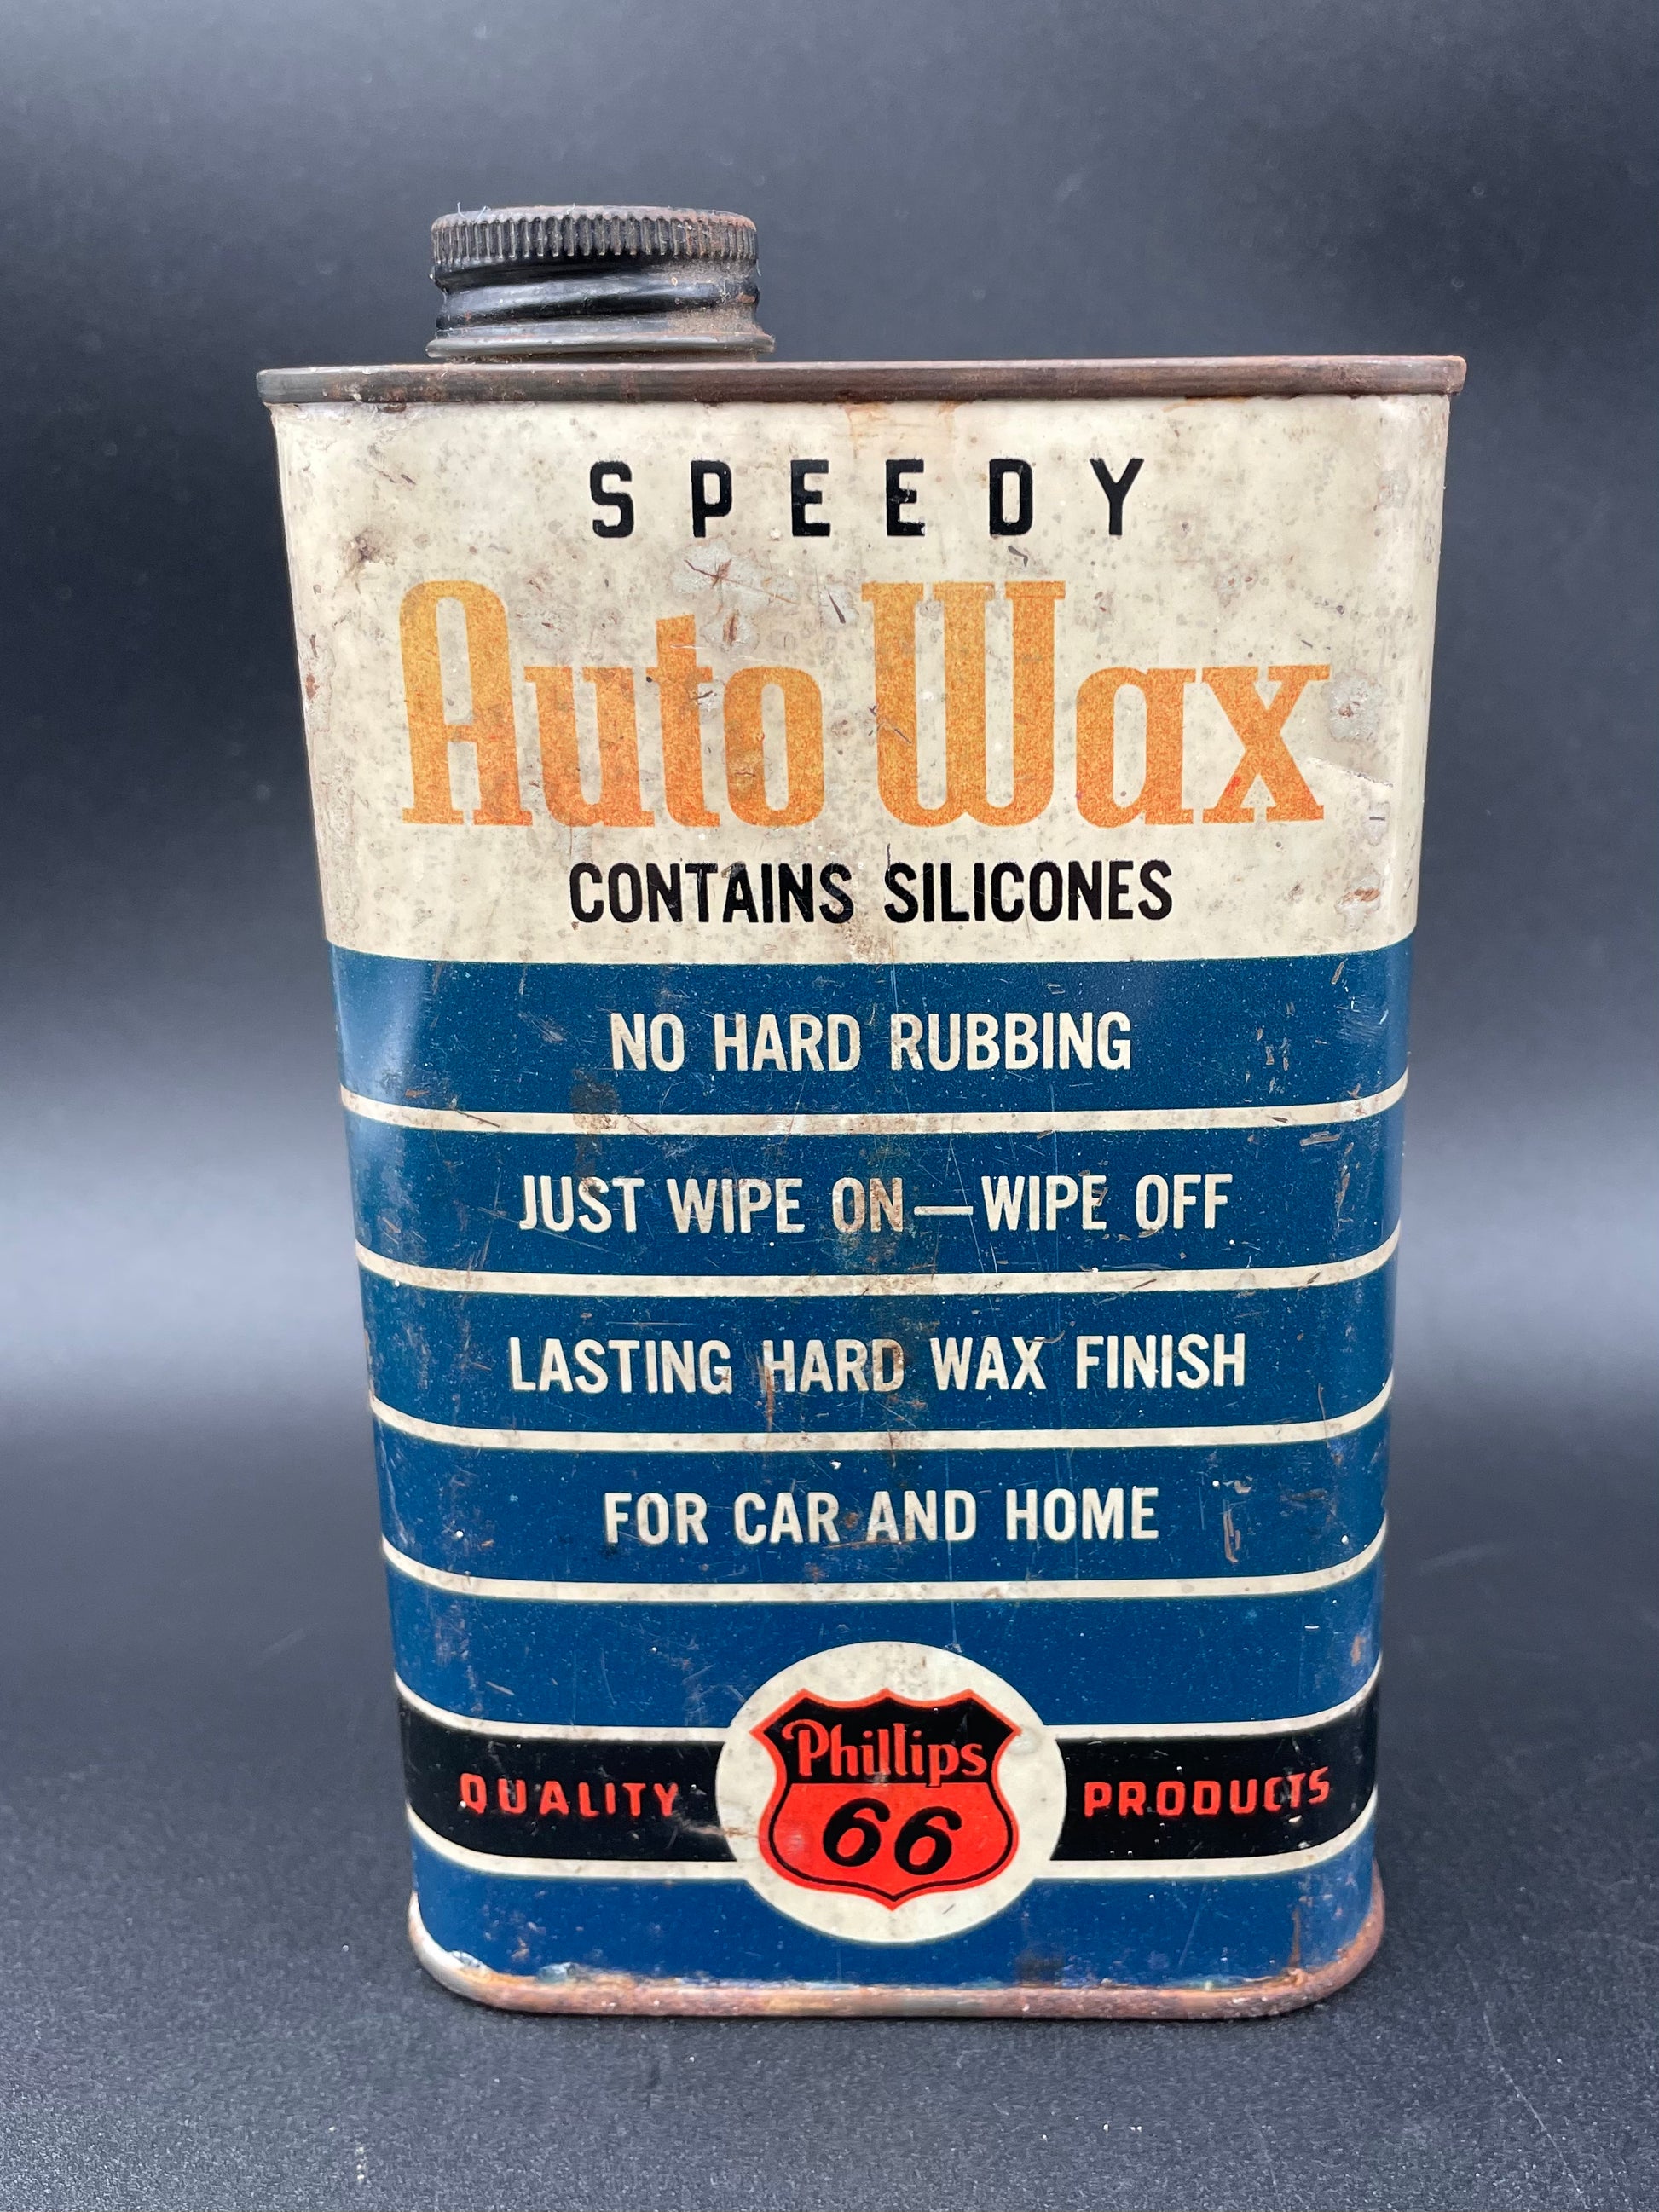 SPEEDY
Auto Wax
CONTAINS SILICONES
NO HARD RUBBING
JUST WIPE ON—WIPE OFF
LASTING HARD WAX FINISH
FOR CAR AND HOME
QUALITY Phillips 66 PRODUCTS